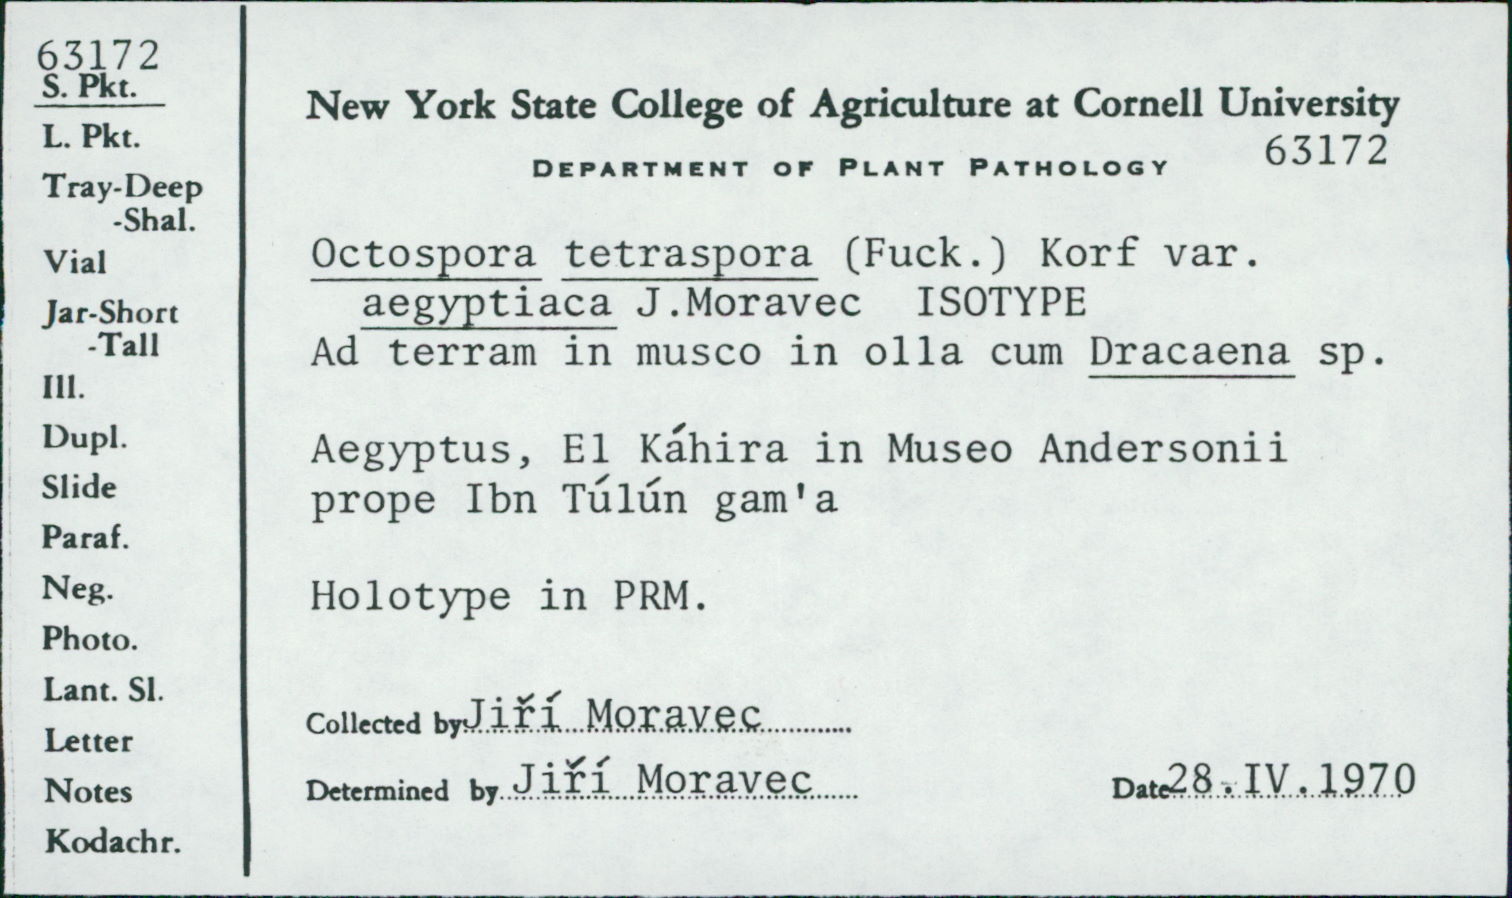 63172
S. Pkt.
L. Pkt.
Tray-Deep
-Shal.
Vial
Jar-Short
-Tall
Ill.
Dupl.
Slide
Paraf.
Neg.
Photo.
Lant. Sl.
Letter
Notes
Kodachr.
New York State College of Agriculture at Cornell University
DEPARTMENT OF PLANT PATHOLOGY
63172
Octospora tetraspora (Fuck.) Korf var.
aegyptiaca J.Moravec ISOTYPE
Ad terram in musco in olla cum Dracaena sp.
Aegyptus, El Káhira in Museo Andersonii
prope Ibn Túlún gam'a
Holotype in PRM.
Collected by Jiří Moravec
Determined by Jiří Moravec
Date 28.IV.1970